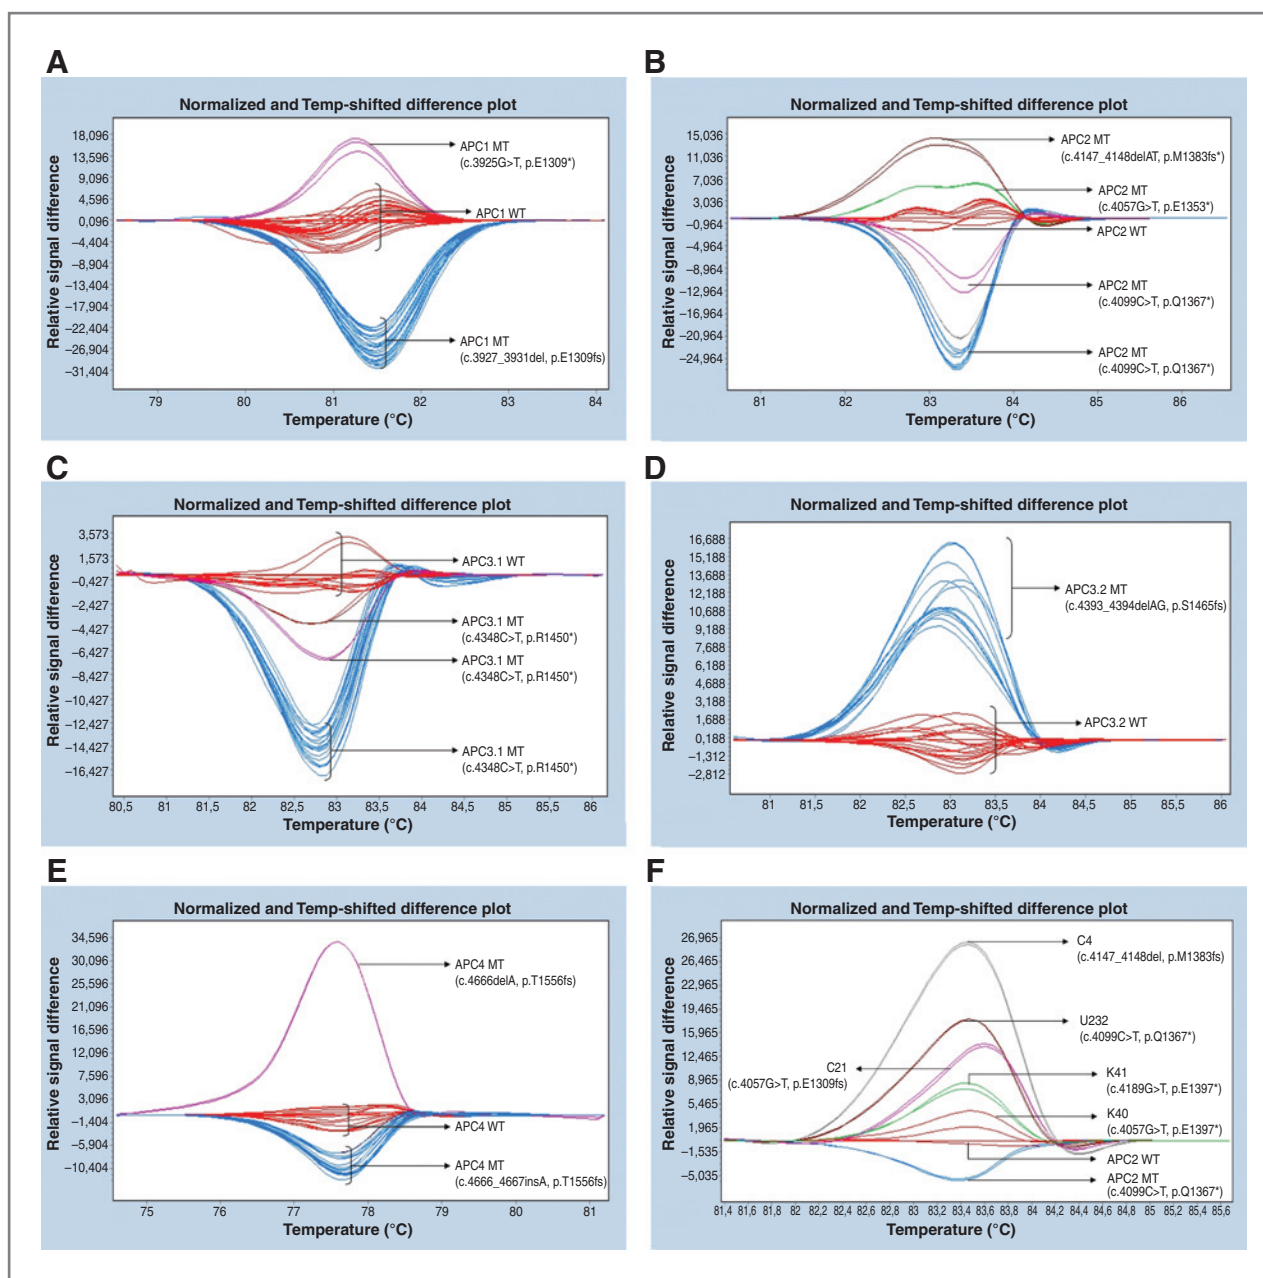 A
Normalized and Temp-shifted difference plot
Relative signal difference
18,096
13,596
9,096
4,596
0,096
−4,404
−8,904
−13,404
−17,904
−22,404
−26,904
−31,404
APC1 MT
(c.3925G>T, p.E1309*)
APC1 WT
APC1 MT
(c.3927_3931del, p.E1309fs)
79 80 81 82 83 84
Temperature (°C)
B
Normalized and Temp-shifted difference plot
Relative signal difference
15,036
11,036
7,036
3,036
−0,964
−4,964
−8,964
−12,964
−16,964
−20,964
−24,964
APC2 MT
(c.4147_4148delAT, p.M1383fs*)
APC2 MT
(c.4057G>T, p.E1353*)
APC2 WT
APC2 MT
(c.4099C>T, p.Q1367*)
APC2 MT
(c.4099C>T, p.Q1367*)
81 82 83 84 85 86
Temperature (°C)
C
Normalized and Temp-shifted difference plot
Relative signal difference
3,573
1,573
−0,427
−2,427
−4,427
−6,427
−8,427
−10,427
−12,427
−14,427
−16,427
APC3.1 WT
APC3.1 MT
(c.4348C>T, p.R1450*)
APC3.1 MT
(c.4348C>T, p.R1450*)
APC3.1 MT
(c.4348C>T, p.R1450*)
80,5 81 81,5 82 82,5 83 83,5 84 84,5 85 85,5 86
Temperature (°C)
D
Normalized and Temp-shifted difference plot
Relative signal difference
16,688
15,188
13,688
12,188
10,688
9,188
7,688
6,188
4,688
3,188
1,688
0,188
−1,312
−2,812
APC3.2 MT
(c.4393_4394delAG, p.S1465fs)
APC3.2 WT
81 81,5 82 82,5 83 83,5 84 84,5 85 85,5 86
Temperature (°C)
E
Normalized and Temp-shifted difference plot
Relative signal difference
34,596
30,096
25,596
21,096
16,596
12,096
7,596
3,096
−1,404
−5,904
−10,404
APC4 MT
(c.4666delA, p.T1556fs)
APC4 WT
APC4 MT
(c.4666_4667insA, p.T1556fs)
75 76 77 78 79 80 81
Temperature (°C)
F
Normalized and Temp-shifted difference plot
Relative signal difference
26,965
26,465
22,965
19,465
15,965
12,465
8,965
5,465
1,965
−1,535
−5,035
C4
(c.4147_4148del, p.M1383fs)
U232
(c.4099C>T, p.Q1367*)
C21
(c.4057G>T, p.E1309fs)
K41
(c.4189G>T, p.E1397*)
K40
(c.4057G>T, p.E1397*)
APC2 WT
APC2 MT
(c.4099C>T, p.Q1367*)
81,4 81,6 81,8 82 82,2 82,4 82,6 82,8 83 83,2 83,4 83,6 83,8 84 84,2 84,4 84,6 84,8 85 85,2 85,4 85,6
Temperature (°C)